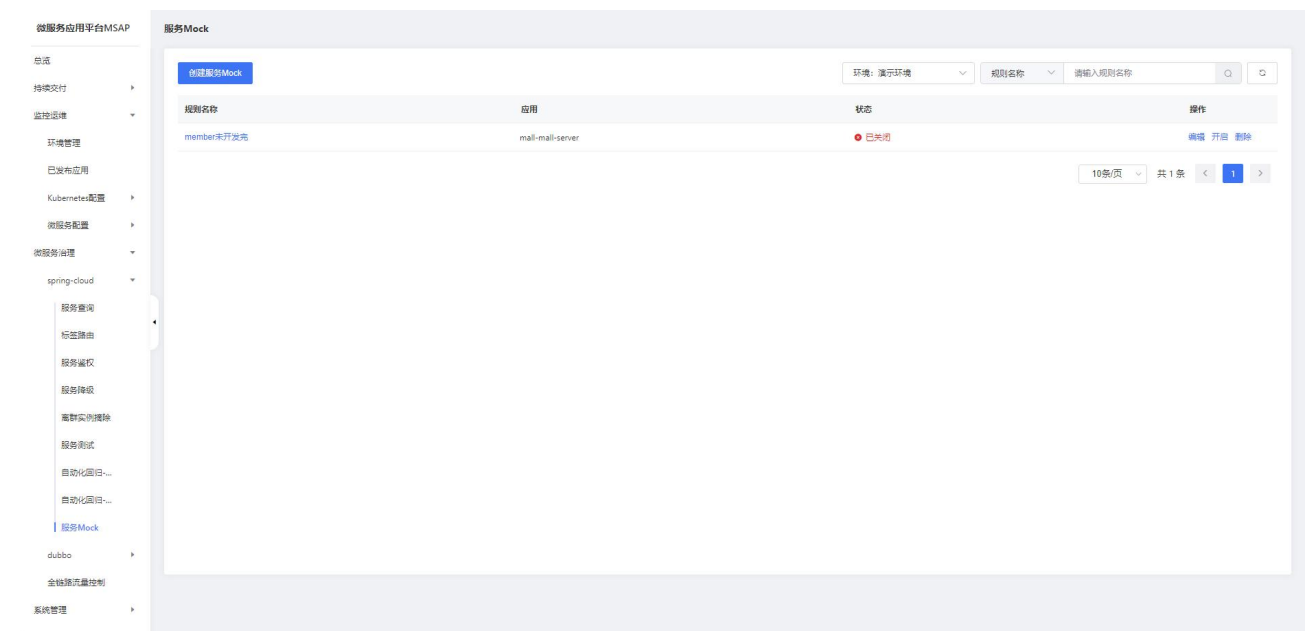 微服务应用平台MSAP
总览
持续交付
监控运维
环境管理
已发布应用
Kubernetes配置
微服务配置
微服务治理
spring-cloud
服务查询
标签路由
服务鉴权
服务降级
离群实例摘除
服务测试
自动化回归-...
自动化回归-...
服务Mock
dubbo
全链路流量控制
系统管理
服务Mock
创建服务Mock 环境：演示环境 规则名称 请输入规则名称
规则名称 应用 状态 操作
member未开发完 mall-mall-server 已关闭 编辑 开启 删除
10条/页 共 1 条 < 1 >